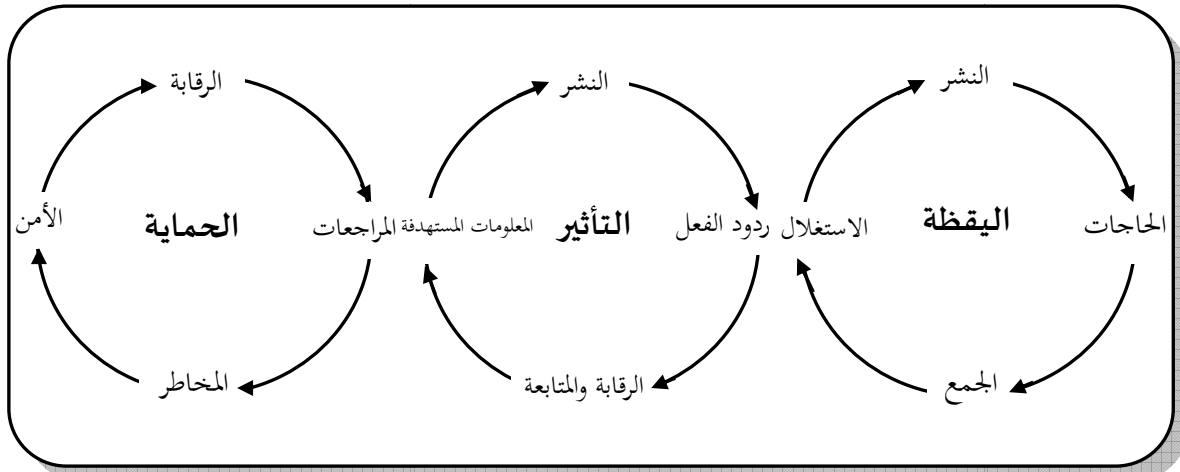 النشر
الحاجات
اليقظة
الاستغلال
الجمع
النشر
ردود الفعل
التأثير
المعلومات المستهدفة
الرقابة والمتابعة
الرقابة
المراجعات
الحماية
الأمن
المخاطر